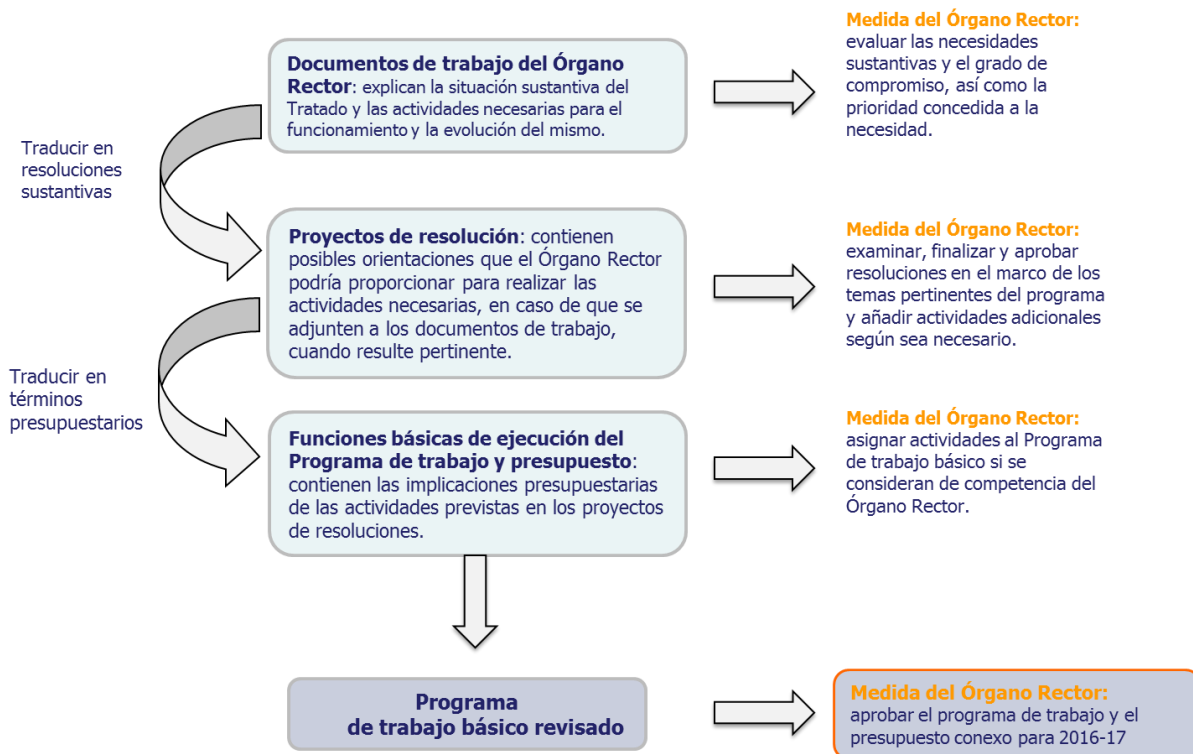 Documentos de trabajo del Órgano
Rector: explican la situación sustantiva del
Tratado y las actividades necesarias para el
funcionamiento y la evolución del mismo.
Medida del Órgano Rector:
evaluar las necesidades
sustantivas y el grado de
compromiso, así como la
prioridad concedida a la
necesidad.
Traducir en
resoluciones
sustantivas
Proyectos de resolución: contienen
posibles orientaciones que el Órgano Rector
podría proporcionar para realizar las
actividades necesarias, en caso de que se
adjunten a los documentos de trabajo,
cuando resulte pertinente.
Medida del Órgano Rector:
examinar, finalizar y aprobar
resoluciones en el marco de los
temas pertinentes del programa
y añadir actividades adicionales
según sea necesario.
Traducir en
términos
presupuestarios
Funciones básicas de ejecución del
Programa de trabajo y presupuesto:
contienen las implicaciones presupuestarias
de las actividades previstas en los proyectos
de resoluciones.
Medida del Órgano Rector:
asignar actividades al Programa
de trabajo básico si se
consideran de competencia del
Órgano Rector.
Programa
de trabajo básico revisado
Medida del Órgano Rector:
aprobar el programa de trabajo y el
presupuesto conexo para 2016-17